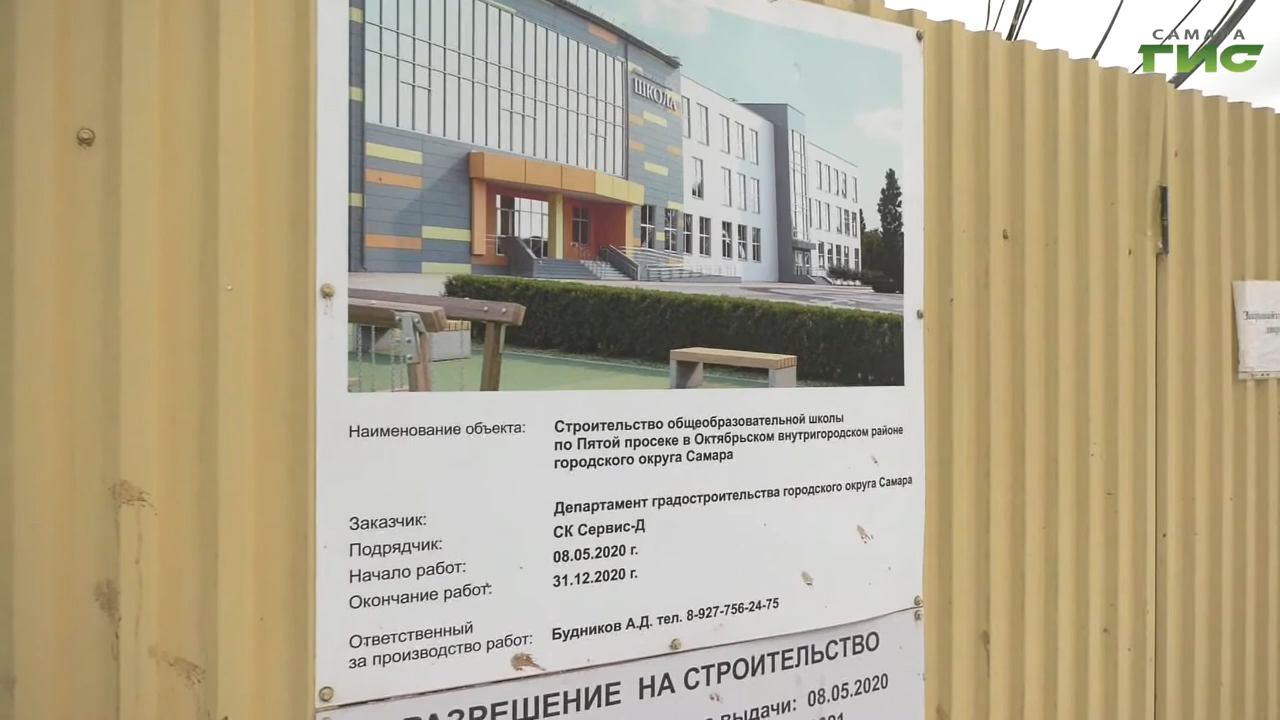 САМАРА
ГИС
ШКОЛА
Наименование объекта: Строительство общеобразовательной школы
по Пятой просеке в Октябрьском внутригородском районе
городского округа Самара
Заказчик: Департамент градостроительства городского округа Самара
Подрядчик: СК Сервис-Д
Начало работ: 08.05.2020 г.
Окончание работ: 31.12.2020 г.
Ответственный
за производство работ: Будников А.Д. тел. 8-927-756-24-75
РАЗРЕШЕНИЕ НА СТРОИТЕЛЬСТВО
выдачи: 08.05.2020